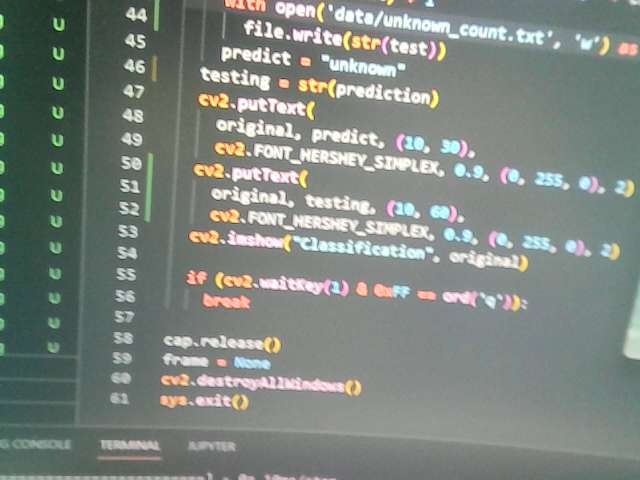 44 with open('data/unknown_count.txt', 'w') as
45 file.write(str(test))
46 predict = "unknown"
47 testing = str(prediction)
48 cv2.putText(
49 original, predict, (10, 30),
50 cv2.FONT_HERSHEY_SIMPLEX, 0.9, (0, 255, 0), 2)
51 cv2.putText(
52 original, testing, (10, 60),
53 cv2.FONT_HERSHEY_SIMPLEX, 0.9, (0, 255, 0), 2)
54 cv2.imshow("Classification", original)
55
56 if (cv2.waitKey(1) & 0xFF == ord('q')):
57 break
58 cap.release()
59 frame = None
60 cv2.destroyAllWindows()
61 sys.exit()
U
U
U
U
U
U
U
U
U
U
U
U
G CONSOLE TERMINAL JUPYTER